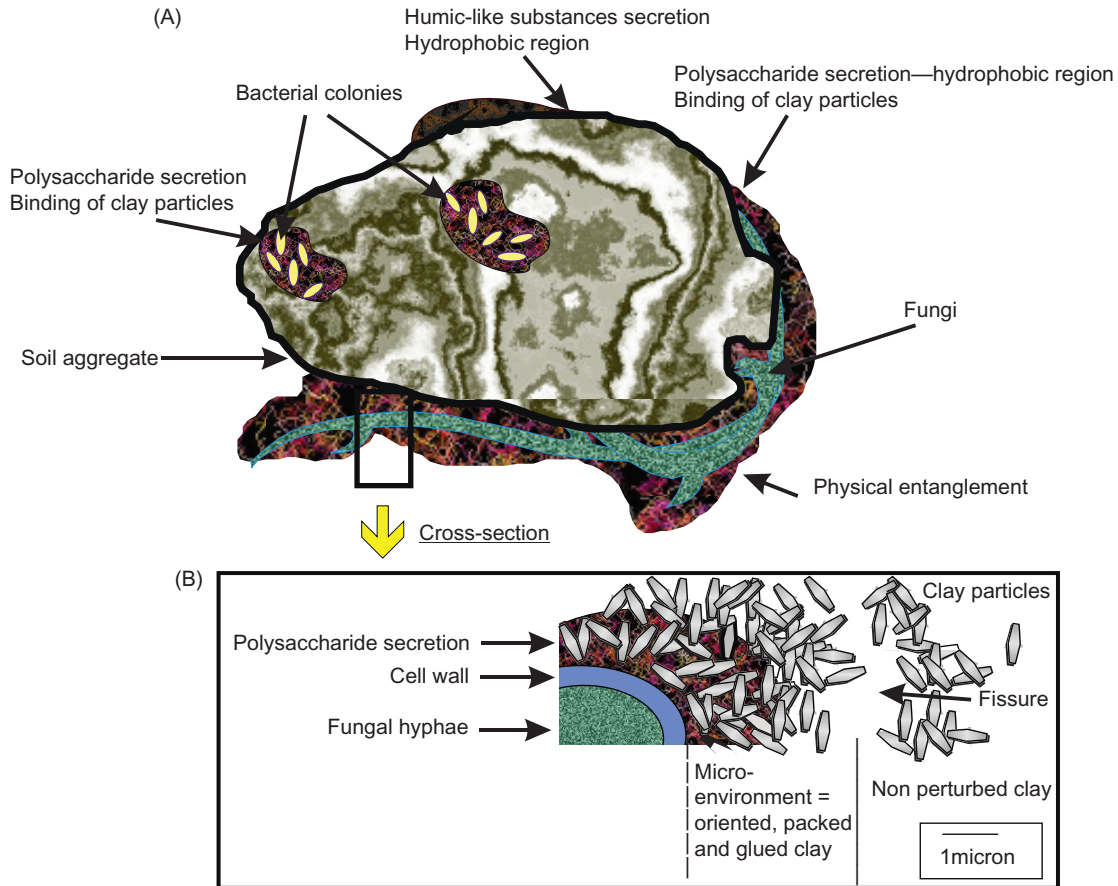 (A)
Humic-like substances secretion
Hydrophobic region
Polysaccharide secretion—hydrophobic region
Binding of clay particles
Bacterial colonies
Polysaccharide secretion
Binding of clay particles
Fungi
Soil aggregate
Physical entanglement
Cross-section
(B)
Clay particles
Polysaccharide secretion
Cell wall
Fissure
Fungal hyphae
Micro-
environment =
oriented, packed
and glued clay
Non perturbed clay
1micron